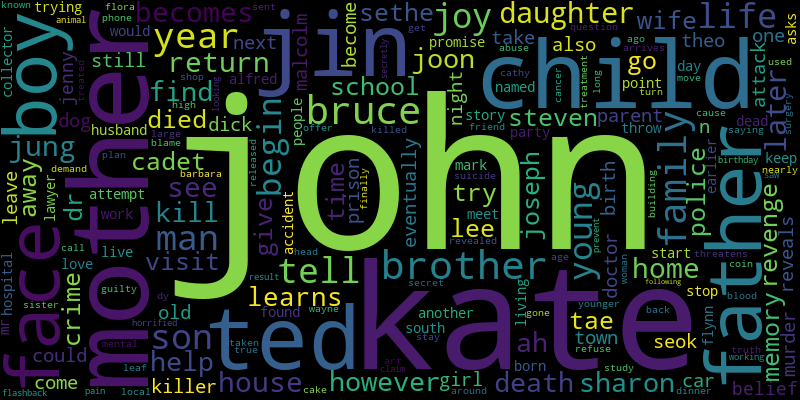 collector
known
trying
phone
flora
animal
jenny
becomes
boy
mother
would
still
dog
year
return
find
jin
malcolm
sethe
become
joy
daughter
promise
take
next
alfred
joon
wife
also
life
theo
one
asks
go
school
sent
get
secretly
ago
arrives
abuse
question
cathy
cancer
treatment
long
day
move
point
turn
child
attack
used
later
shop
high
looking
treated
died
dick
bruce
begin
people
night
named
story
offer
party
killed
friend
steven
parent
throw
n
cause
dead
surgery
saying
birthday
keep
nearly
saw
husband
large
blame
released
jung
cadet
plan
barbara
demand
away
dr
attempt
see
lawyer
leave
work
kill
give
time
prison
finally
accident
john
eventually
mark
suicide
try
meet
lee
revealed
joseph
young
doctor
birth
building
prevent
family
police
earlier
father
memory
revenge
reveals
face
man
visit
tell
brother
age
woman
home
start
stop
threatens
coin
murder
call
live
love
mr
hospital
crime
sister
guilty
old
learns
head
found
wayne
result
secret
another
south
stay
living
younger
gone
tae
town
refuse
seok
back
flynn
blood
truth
working
dy
horrified
son
ted
kate
ah
could
help
taken
true
born
study
following
come
mental
leaf
killer
house
cake
art
claim
however
girl
around
death
sharon
dinner
car
belief
flashback
pain
local